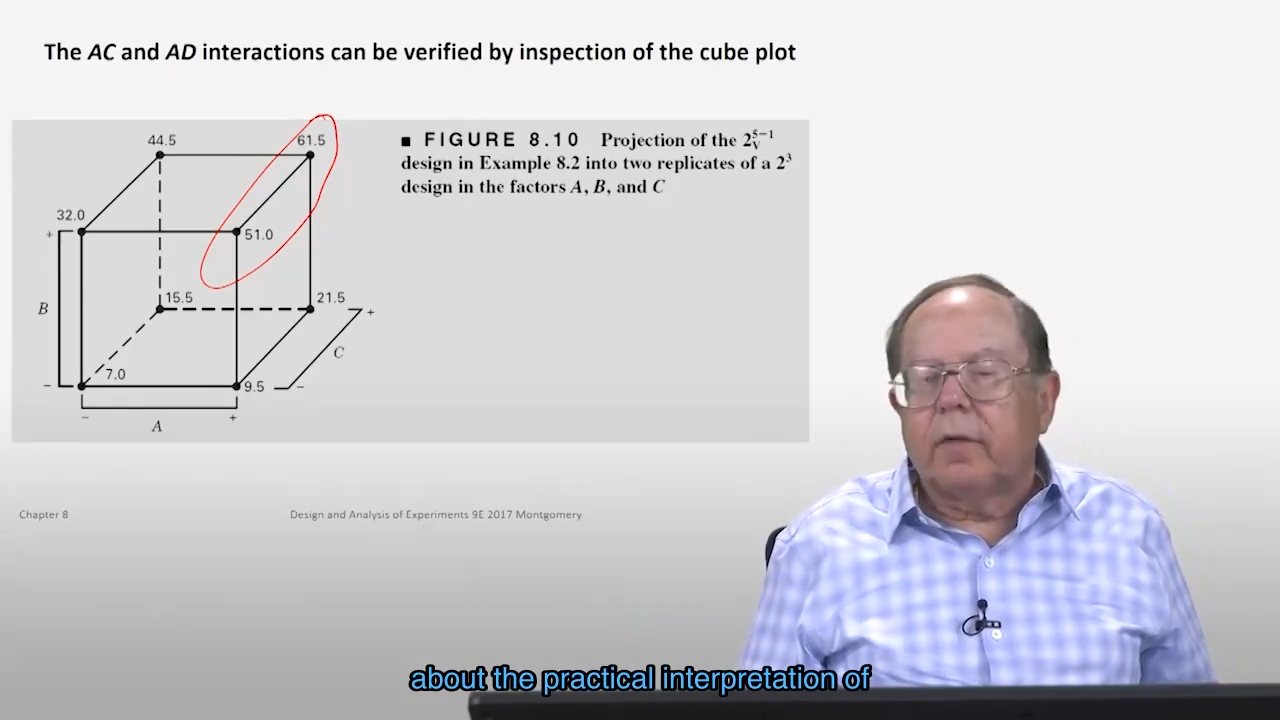 The AC and AD interactions can be verified by inspection of the cube plot
44.5
61.5
■ FIGURE 8.10 Projection of the 2_V^{5−1}
design in Example 8.2 into two replicates of a 2³
design in the factors A, B, and C
32.0
+
51.0
B
15.5
21.5
+
C
7.0
−
9.5
−
−
+
A
Chapter 8
Design and Analysis of Experiments 9E 2017 Montgomery
about the practical interpretation of